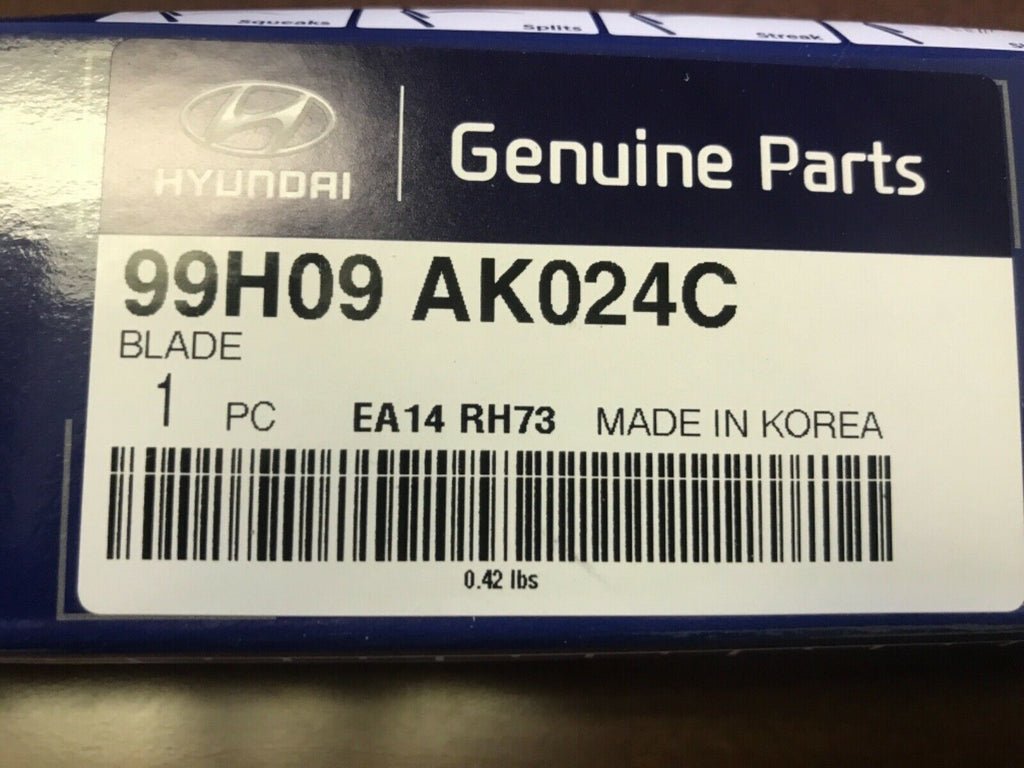 Squeaks Splits Streak
HYUNDAI Genuine Parts
99H09 AK024C
BLADE
1 PC EA14 RH73 MADE IN KOREA
0.42 lbs